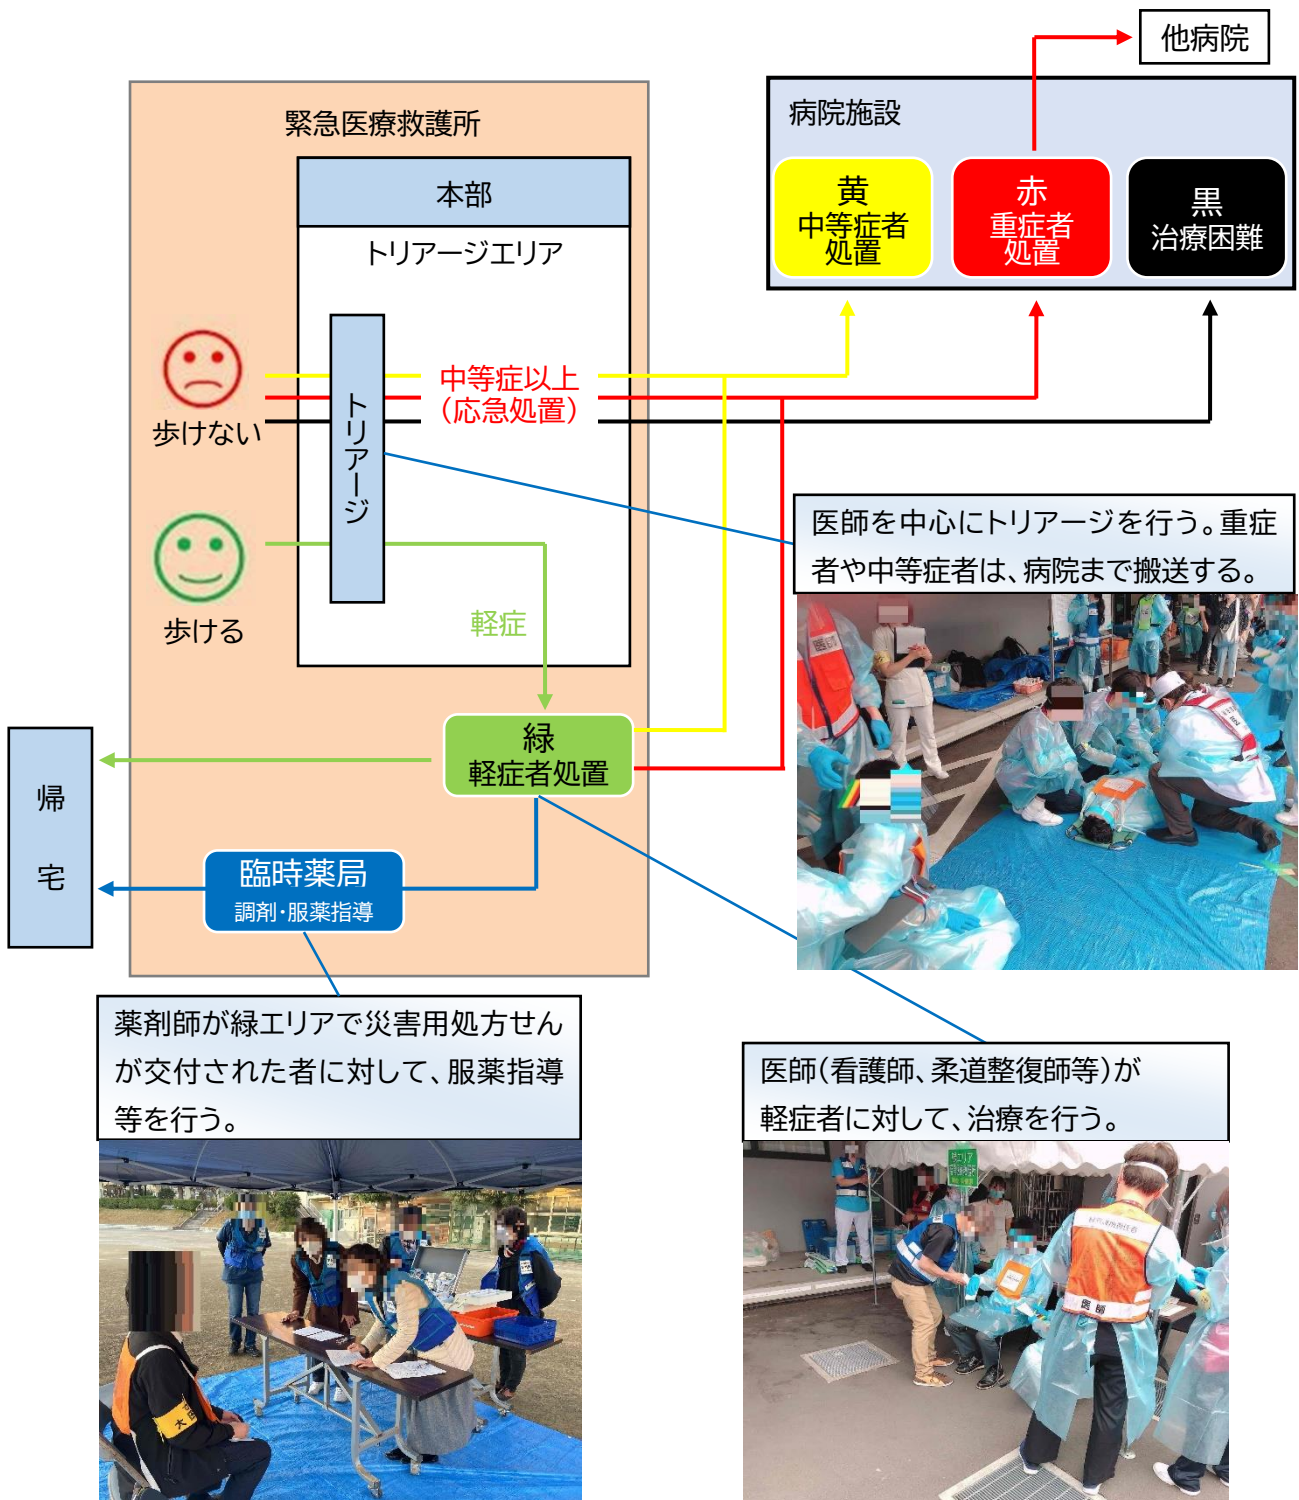 他病院
緊急医療救護所
病院施設
本部
トリアージエリア
黄
中等症者
処置
赤
重症者
処置
黒
治療困難
中等症以上
（応急処置）
歩けない
トリアージ
歩ける
軽症
医師を中心にトリアージを行う。重症
者や中等症者は、病院まで搬送する。
緑
軽症者処置
帰宅
臨時薬局
調剤・服薬指導
薬剤師が緑エリアで災害用処方せん
が交付された者に対して、服薬指導
等を行う。
医師（看護師、柔道整復師等）が
軽症者に対して、治療を行う。
緑エリア
医師